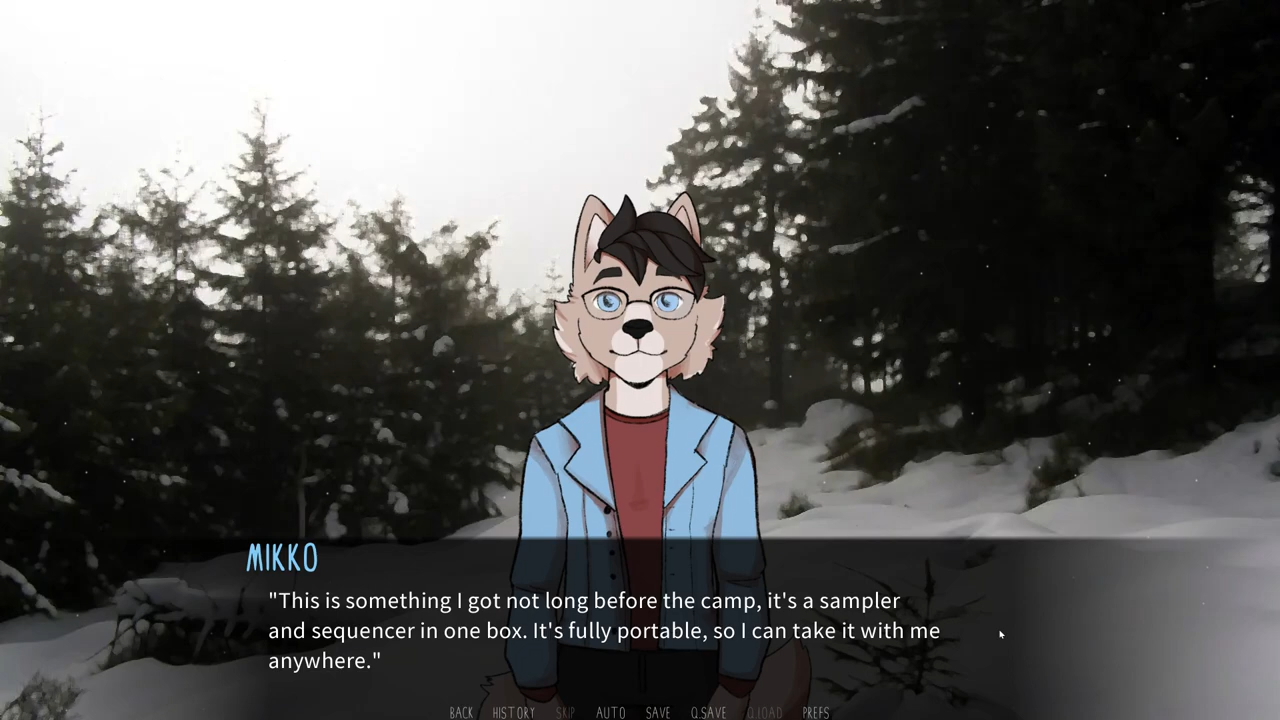 MIKKO
"This is something I got not long before the camp, it's a sampler
and sequencer in one box. It's fully portable, so I can take it with me
anywhere."
BACK HISTORY SKIP AUTO SAVE Q.SAVE Q.LOAD PREFS